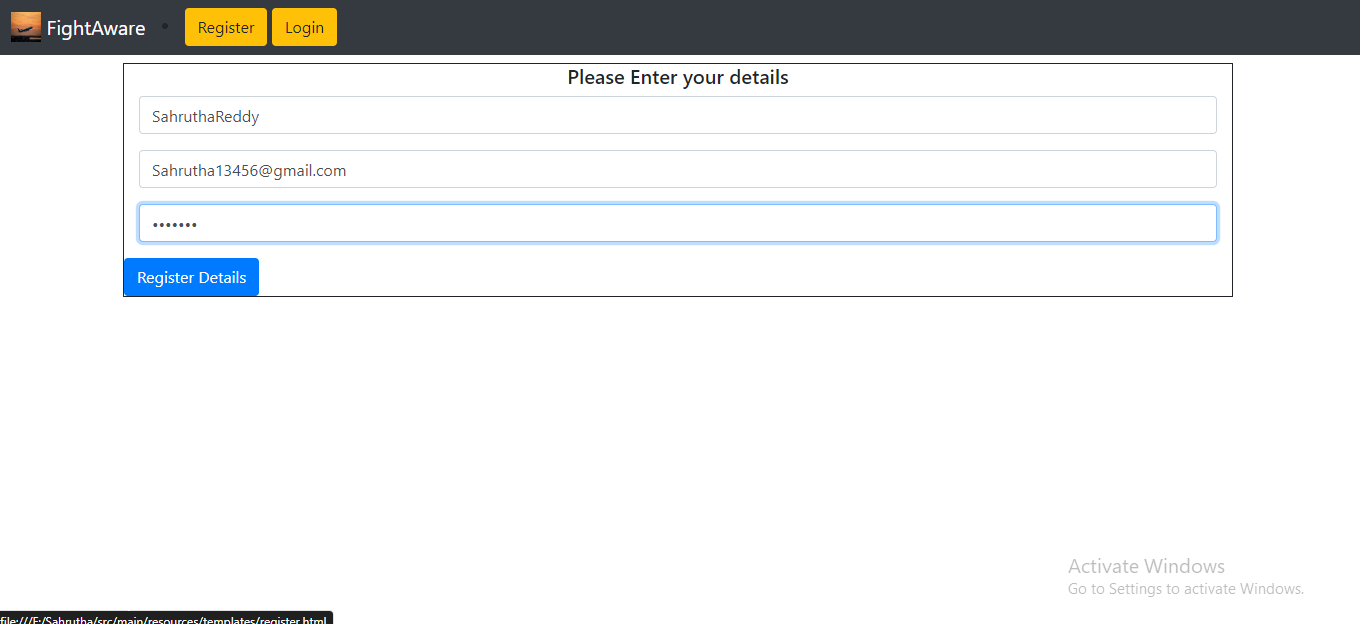 FightAware Register Login
Please Enter your details
SahruthaReddy
Sahrutha13456@gmail.com
•••••••
Register Details
Activate Windows
Go to Settings to activate Windows.
file:///E:/Sahrutha/src/main/resources/templates/register.html